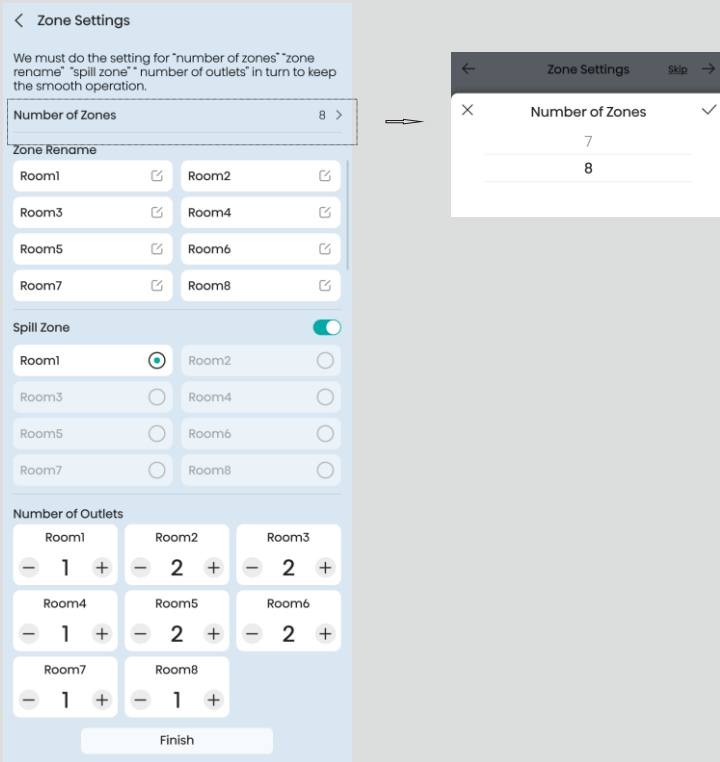 Zone Settings
We must do the setting for "number of zones" "zone
rename" "spill zone" " number of outlets" in turn to keep
the smooth operation.
Number of Zones 8
Zone Rename
Room1 Room2
Room3 Room4
Room5 Room6
Room7 Room8
Spill Zone
Room1 Room2
Room3 Room4
Room5 Room6
Room7 Room8
Number of Outlets
Room1 Room2 Room3
− 1 + − 2 + − 2 +
Room4 Room5 Room6
− 1 + − 2 + − 2 +
Room7 Room8
− 1 + − 1 +
Finish
Zone Settings Skip
Number of Zones
7
8